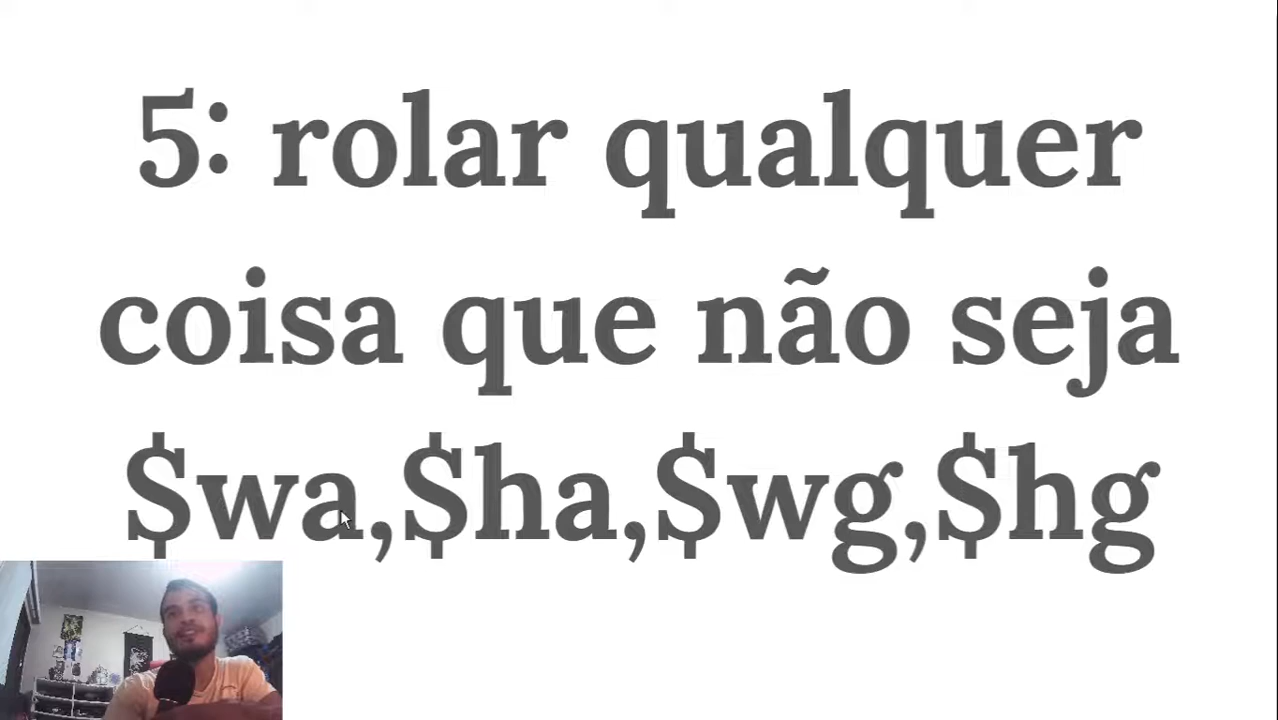 5: rolar qualquer
coisa que não seja
$wa,$ha,$wg,$hg